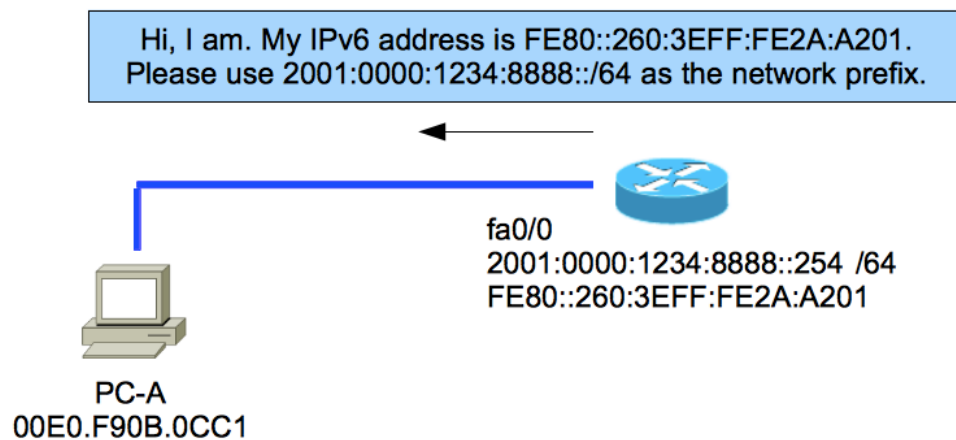 Hi, I am. My IPv6 address is FE80::260:3EFF:FE2A:A201.
Please use 2001:0000:1234:8888::/64 as the network prefix.
fa0/0
2001:0000:1234:8888::254 /64
FE80::260:3EFF:FE2A:A201
PC-A
00E0.F90B.0CC1